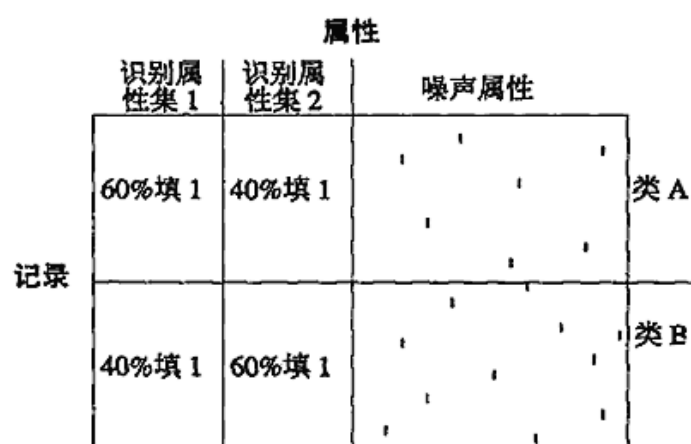 属性
识别属
性集 1
识别属
性集 2
噪声属性
60%填 1
40%填 1
类 A
记录
40%填 1
60%填 1
类 B